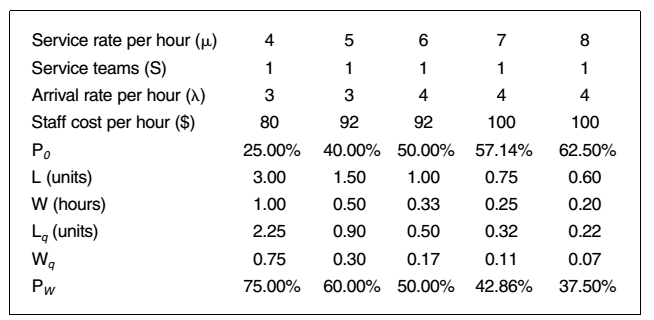 Service rate per hour (μ) 4 5 6 7 8
Service teams (S) 1 1 1 1 1
Arrival rate per hour (λ) 3 3 4 4 4
Staff cost per hour ($) 80 92 92 100 100
P0 25.00% 40.00% 50.00% 57.14% 62.50%
L (units) 3.00 1.50 1.00 0.75 0.60
W (hours) 1.00 0.50 0.33 0.25 0.20
Lq (units) 2.25 0.90 0.50 0.32 0.22
Wq 0.75 0.30 0.17 0.11 0.07
PW 75.00% 60.00% 50.00% 42.86% 37.50%